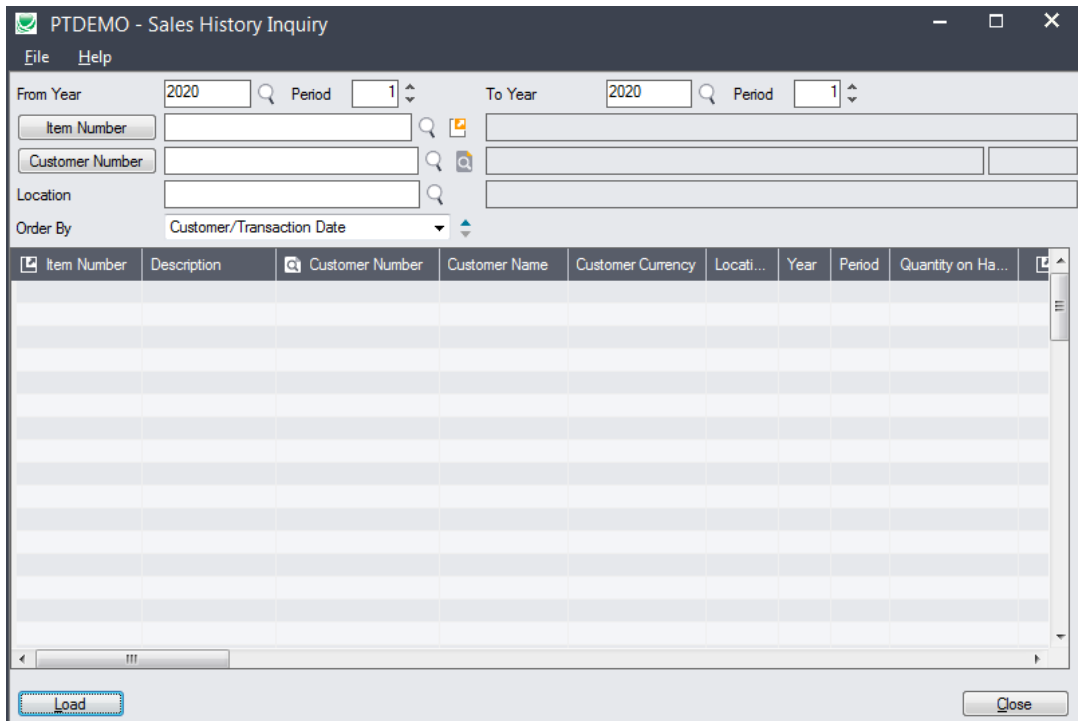 PTDEMO - Sales History Inquiry
File Help
From Year 2020 Period 1 To Year 2020 Period 1
Item Number
Customer Number
Location
Order By Customer/Transaction Date
Item Number Description Customer Number Customer Name Customer Currency Locati... Year Period Quantity on Ha...
Load Close